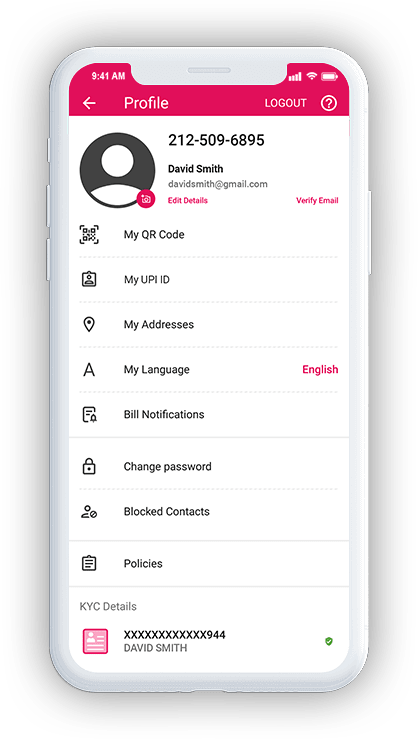 9:41 AM
Profile LOGOUT
212-509-6895
David Smith
davidsmith@gmail.com
Edit Details Verify Email
My QR Code
My UPI ID
My Addresses
My Language English
Bill Notifications
Change password
Blocked Contacts
Policies
KYC Details
XXXXXXXXXXXX944
DAVID SMITH